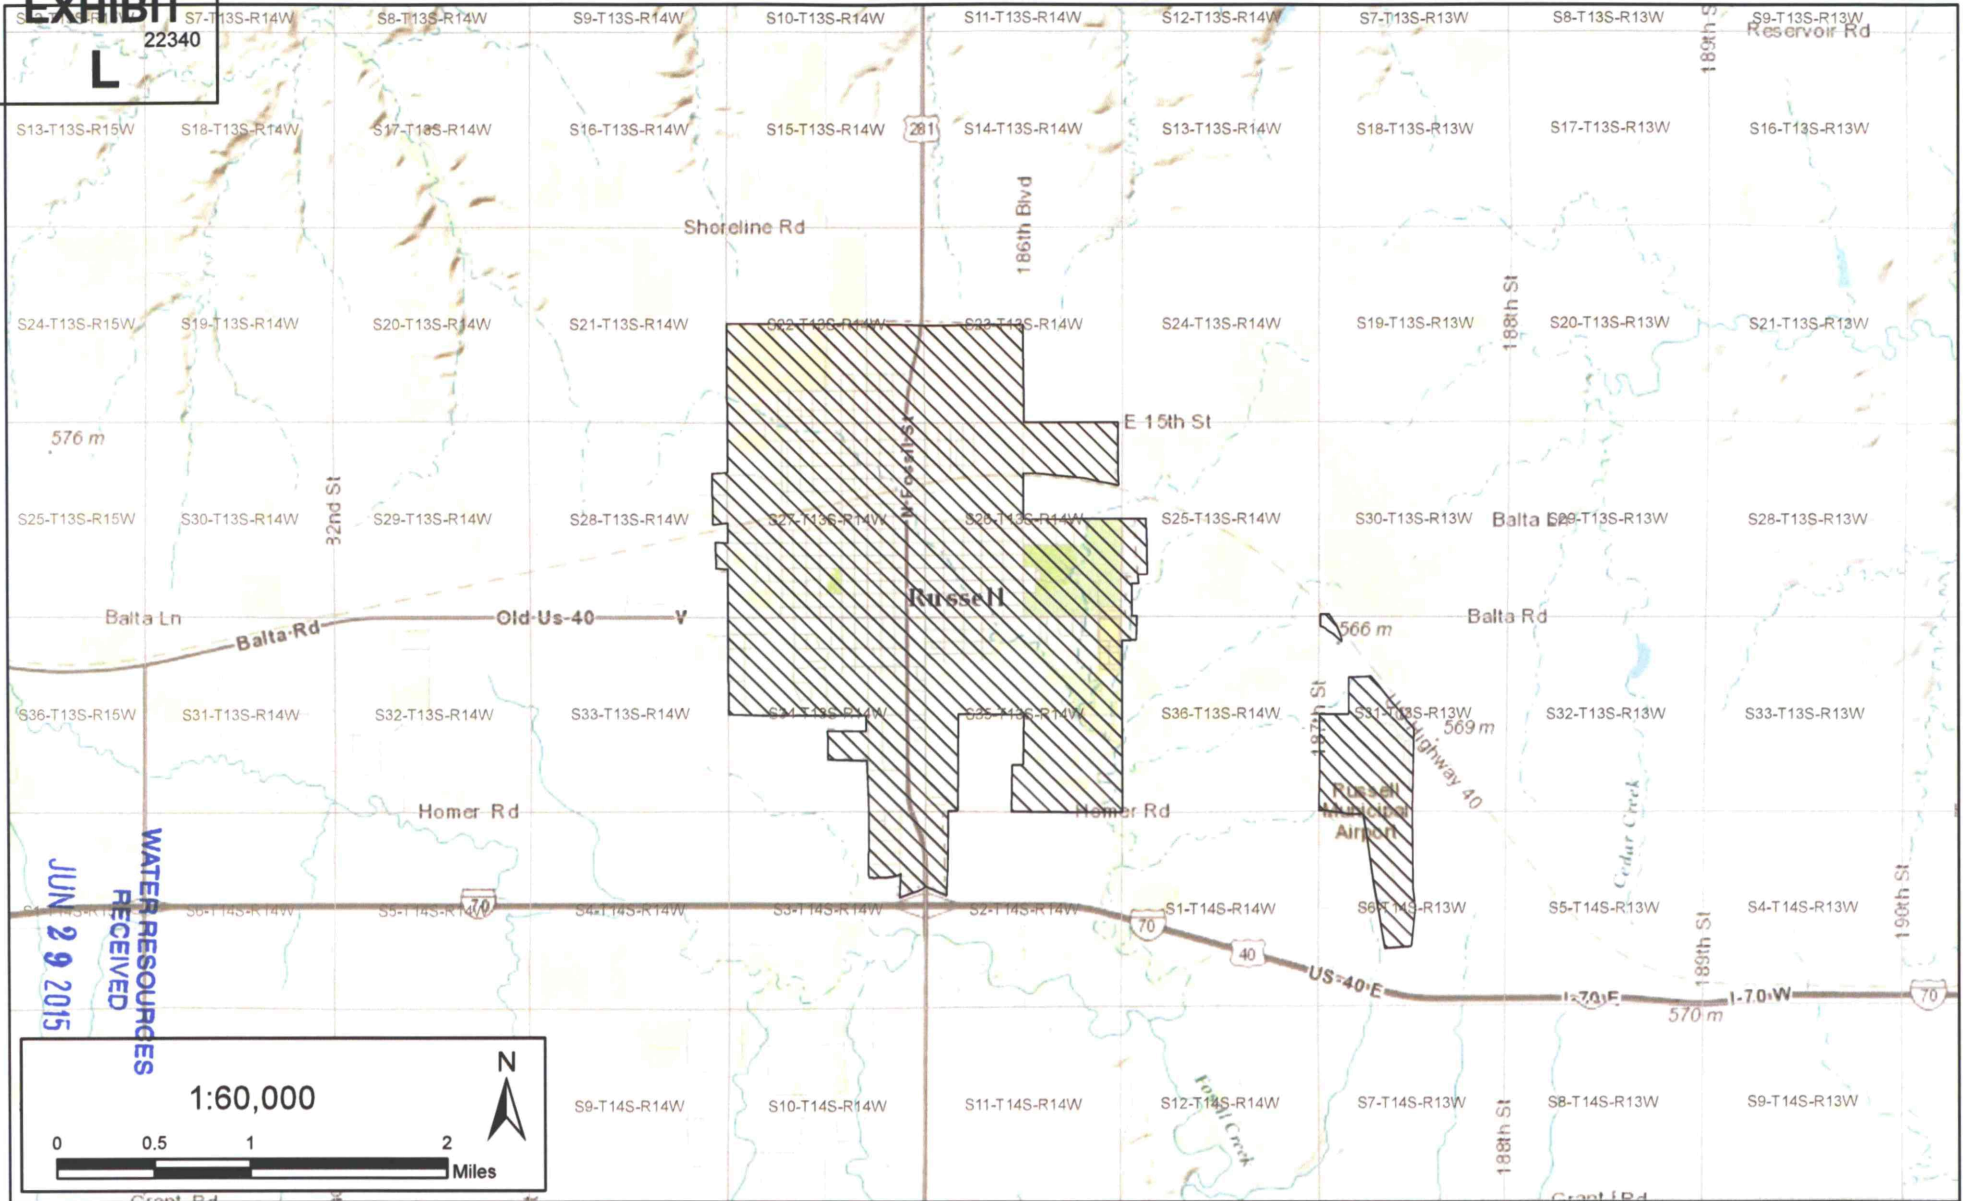 EXHIBIT
22340
L
S7-T13S-R14W
S8-T13S-R14W
S9-T13S-R14W
S10-T13S-R14W
S11-T13S-R14W
S12-T13S-R14W
S7-T13S-R13W
S8-T13S-R13W
S9-T13S-R13W
Reservoir Rd
S13-T13S-R15W
S18-T13S-R14W
S17-T13S-R14W
S16-T13S-R14W
S15-T13S-R14W
281
S14-T13S-R14W
S13-T13S-R14W
S18-T13S-R13W
S17-T13S-R13W
S16-T13S-R13W
Shoreline Rd
186th Blvd
S24-T13S-R15W
S19-T13S-R14W
S20-T13S-R14W
S21-T13S-R14W
S22-T13S-R14W
S23-T13S-R14W
S24-T13S-R14W
S19-T13S-R13W
188th St
S20-T13S-R13W
S21-T13S-R13W
576 m
N Fossil St
E 15th St
S25-T13S-R15W
S30-T13S-R14W
32nd St
S29-T13S-R14W
S28-T13S-R14W
S27-T13S-R14W
S26-T13S-R14W
S25-T13S-R14W
S30-T13S-R13W
Balta Ln
S29-T13S-R13W
S28-T13S-R13W
Russell
Balta Ln
Balta Rd
Old Us-40
V
566 m
Balta Rd
S36-T13S-R15W
S31-T13S-R14W
S32-T13S-R14W
S33-T13S-R14W
S34-T13S-R14W
S35-T13S-R14W
S36-T13S-R14W
187th St
S31-T13S-R13W
569 m
S32-T13S-R13W
S33-T13S-R13W
Highway 40
Homer Rd
Homer Rd
Russell
Municipal
Airport
Cedar Creek
WATER RESOURCES
RECEIVED
JUN 29 2015
S6-T14S-R14W
S5-T14S-R14W
70
S4-T14S-R14W
S3-T14S-R14W
S2-T14S-R14W
70
S1-T14S-R14W
40
S6-T14S-R13W
S5-T14S-R13W
S4-T14S-R13W
190th St
189th St
US-40 E
I-70 E
I-70 W
70
570 m
1:60,000
N
0 0.5 1 2
Miles
S9-T14S-R14W
S10-T14S-R14W
S11-T14S-R14W
S12-T14S-R14W
Fossil Creek
S7-T14S-R13W
188th St
S8-T14S-R13W
S9-T14S-R13W